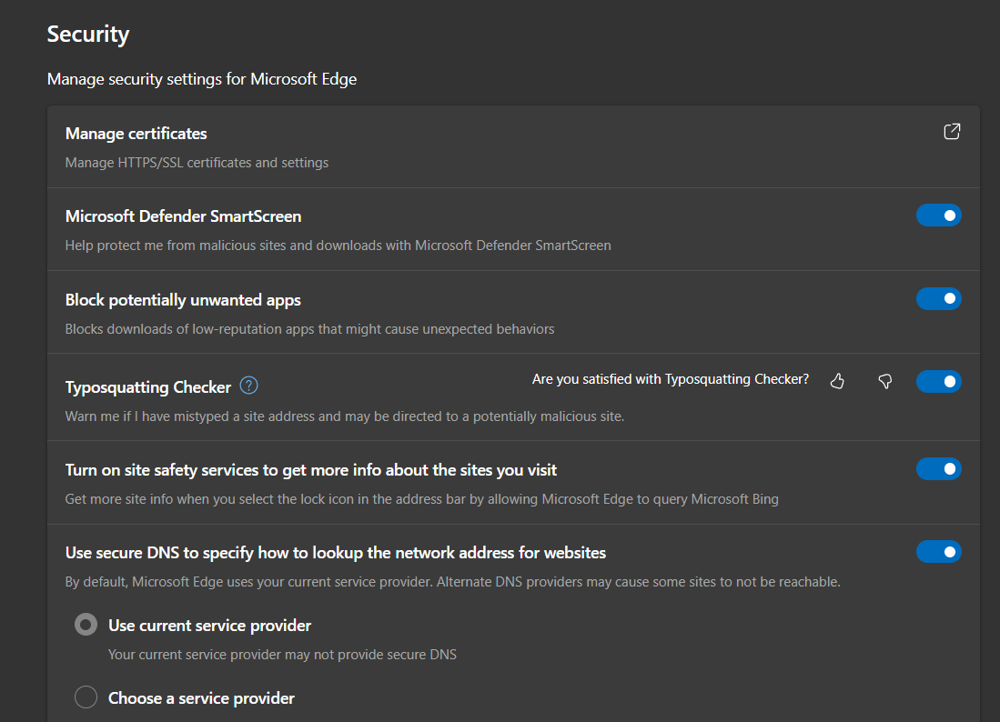 Security
Manage security settings for Microsoft Edge
Manage certificates
Manage HTTPS/SSL certificates and settings
Microsoft Defender SmartScreen
Help protect me from malicious sites and downloads with Microsoft Defender SmartScreen
Block potentially unwanted apps
Blocks downloads of low-reputation apps that might cause unexpected behaviors
Typosquatting Checker ?
Are you satisfied with Typosquatting Checker?
Warn me if I have mistyped a site address and may be directed to a potentially malicious site.
Turn on site safety services to get more info about the sites you visit
Get more site info when you select the lock icon in the address bar by allowing Microsoft Edge to query Microsoft Bing
Use secure DNS to specify how to lookup the network address for websites
By default, Microsoft Edge uses your current service provider. Alternate DNS providers may cause some sites to not be reachable.
Use current service provider
Your current service provider may not provide secure DNS
Choose a service provider